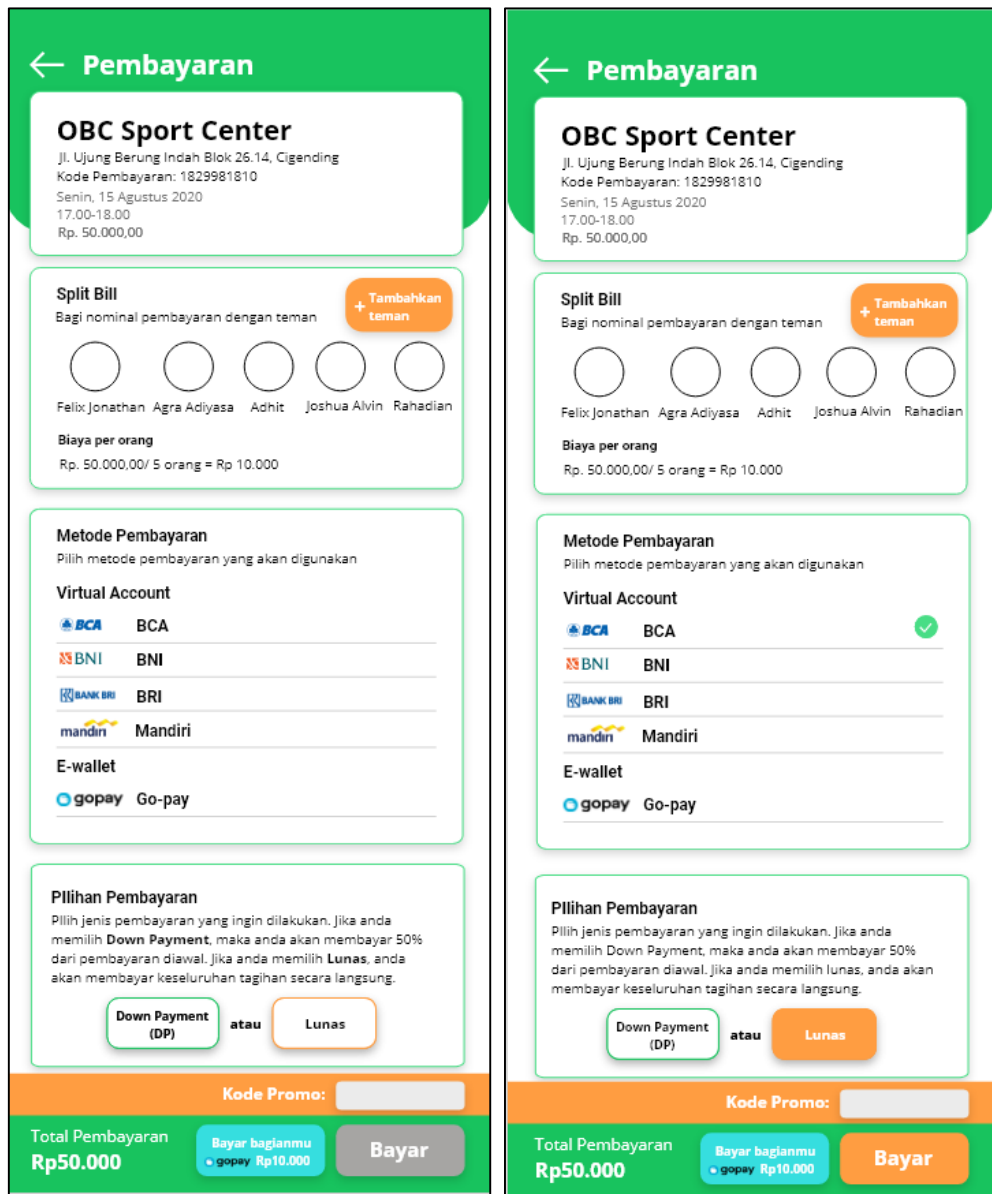 Pembayaran
OBC Sport Center
Jl. Ujung Berung Indah Blok 26.14, Cigending
Kode Pembayaran: 1829981810
Senin, 15 Agustus 2020
17.00-18.00
Rp. 50.000,00
Split Bill
Bagi nominal pembayaran dengan teman
+ Tambahkan
teman
Felix Jonathan Agra Adiyasa Adhit Joshua Alvin Rahadian
Biaya per orang
Rp. 50.000,00/ 5 orang = Rp 10.000
Metode Pembayaran
Pilih metode pembayaran yang akan digunakan
Virtual Account
BCA BCA
BNI BNI
BANK BRI BRI
mandiri Mandiri
E-wallet
gopay Go-pay
PIlihan Pembayaran
PIlih jenis pembayaran yang ingin dilakukan. Jika anda
memilih Down Payment, maka anda akan membayar 50%
dari pembayaran diawal. Jika anda memilih Lunas, anda
akan membayar keseluruhan tagihan secara langsung.
Down Payment
(DP)
atau
Lunas
Kode Promo:
Total Pembayaran
Rp50.000
Bayar bagianmu
gopay Rp10.000
Bayar
Pembayaran
OBC Sport Center
Jl. Ujung Berung Indah Blok 26.14, Cigending
Kode Pembayaran: 1829981810
Senin, 15 Agustus 2020
17.00-18.00
Rp. 50.000,00
Split Bill
Bagi nominal pembayaran dengan teman
+ Tambahkan
teman
Felix Jonathan Agra Adiyasa Adhit Joshua Alvin Rahadian
Biaya per orang
Rp. 50.000,00/ 5 orang = Rp 10.000
Metode Pembayaran
Pilih metode pembayaran yang akan digunakan
Virtual Account
BCA BCA
BNI BNI
BANK BRI BRI
mandiri Mandiri
E-wallet
gopay Go-pay
PIlihan Pembayaran
PIlih jenis pembayaran yang ingin dilakukan. Jika anda
memilih Down Payment, maka anda akan membayar 50%
dari pembayaran diawal. Jika anda memilih lunas, anda akan
membayar keseluruhan tagihan secara langsung.
Down Payment
(DP)
atau
Lunas
Kode Promo:
Total Pembayaran
Rp50.000
Bayar bagianmu
gopay Rp10.000
Bayar